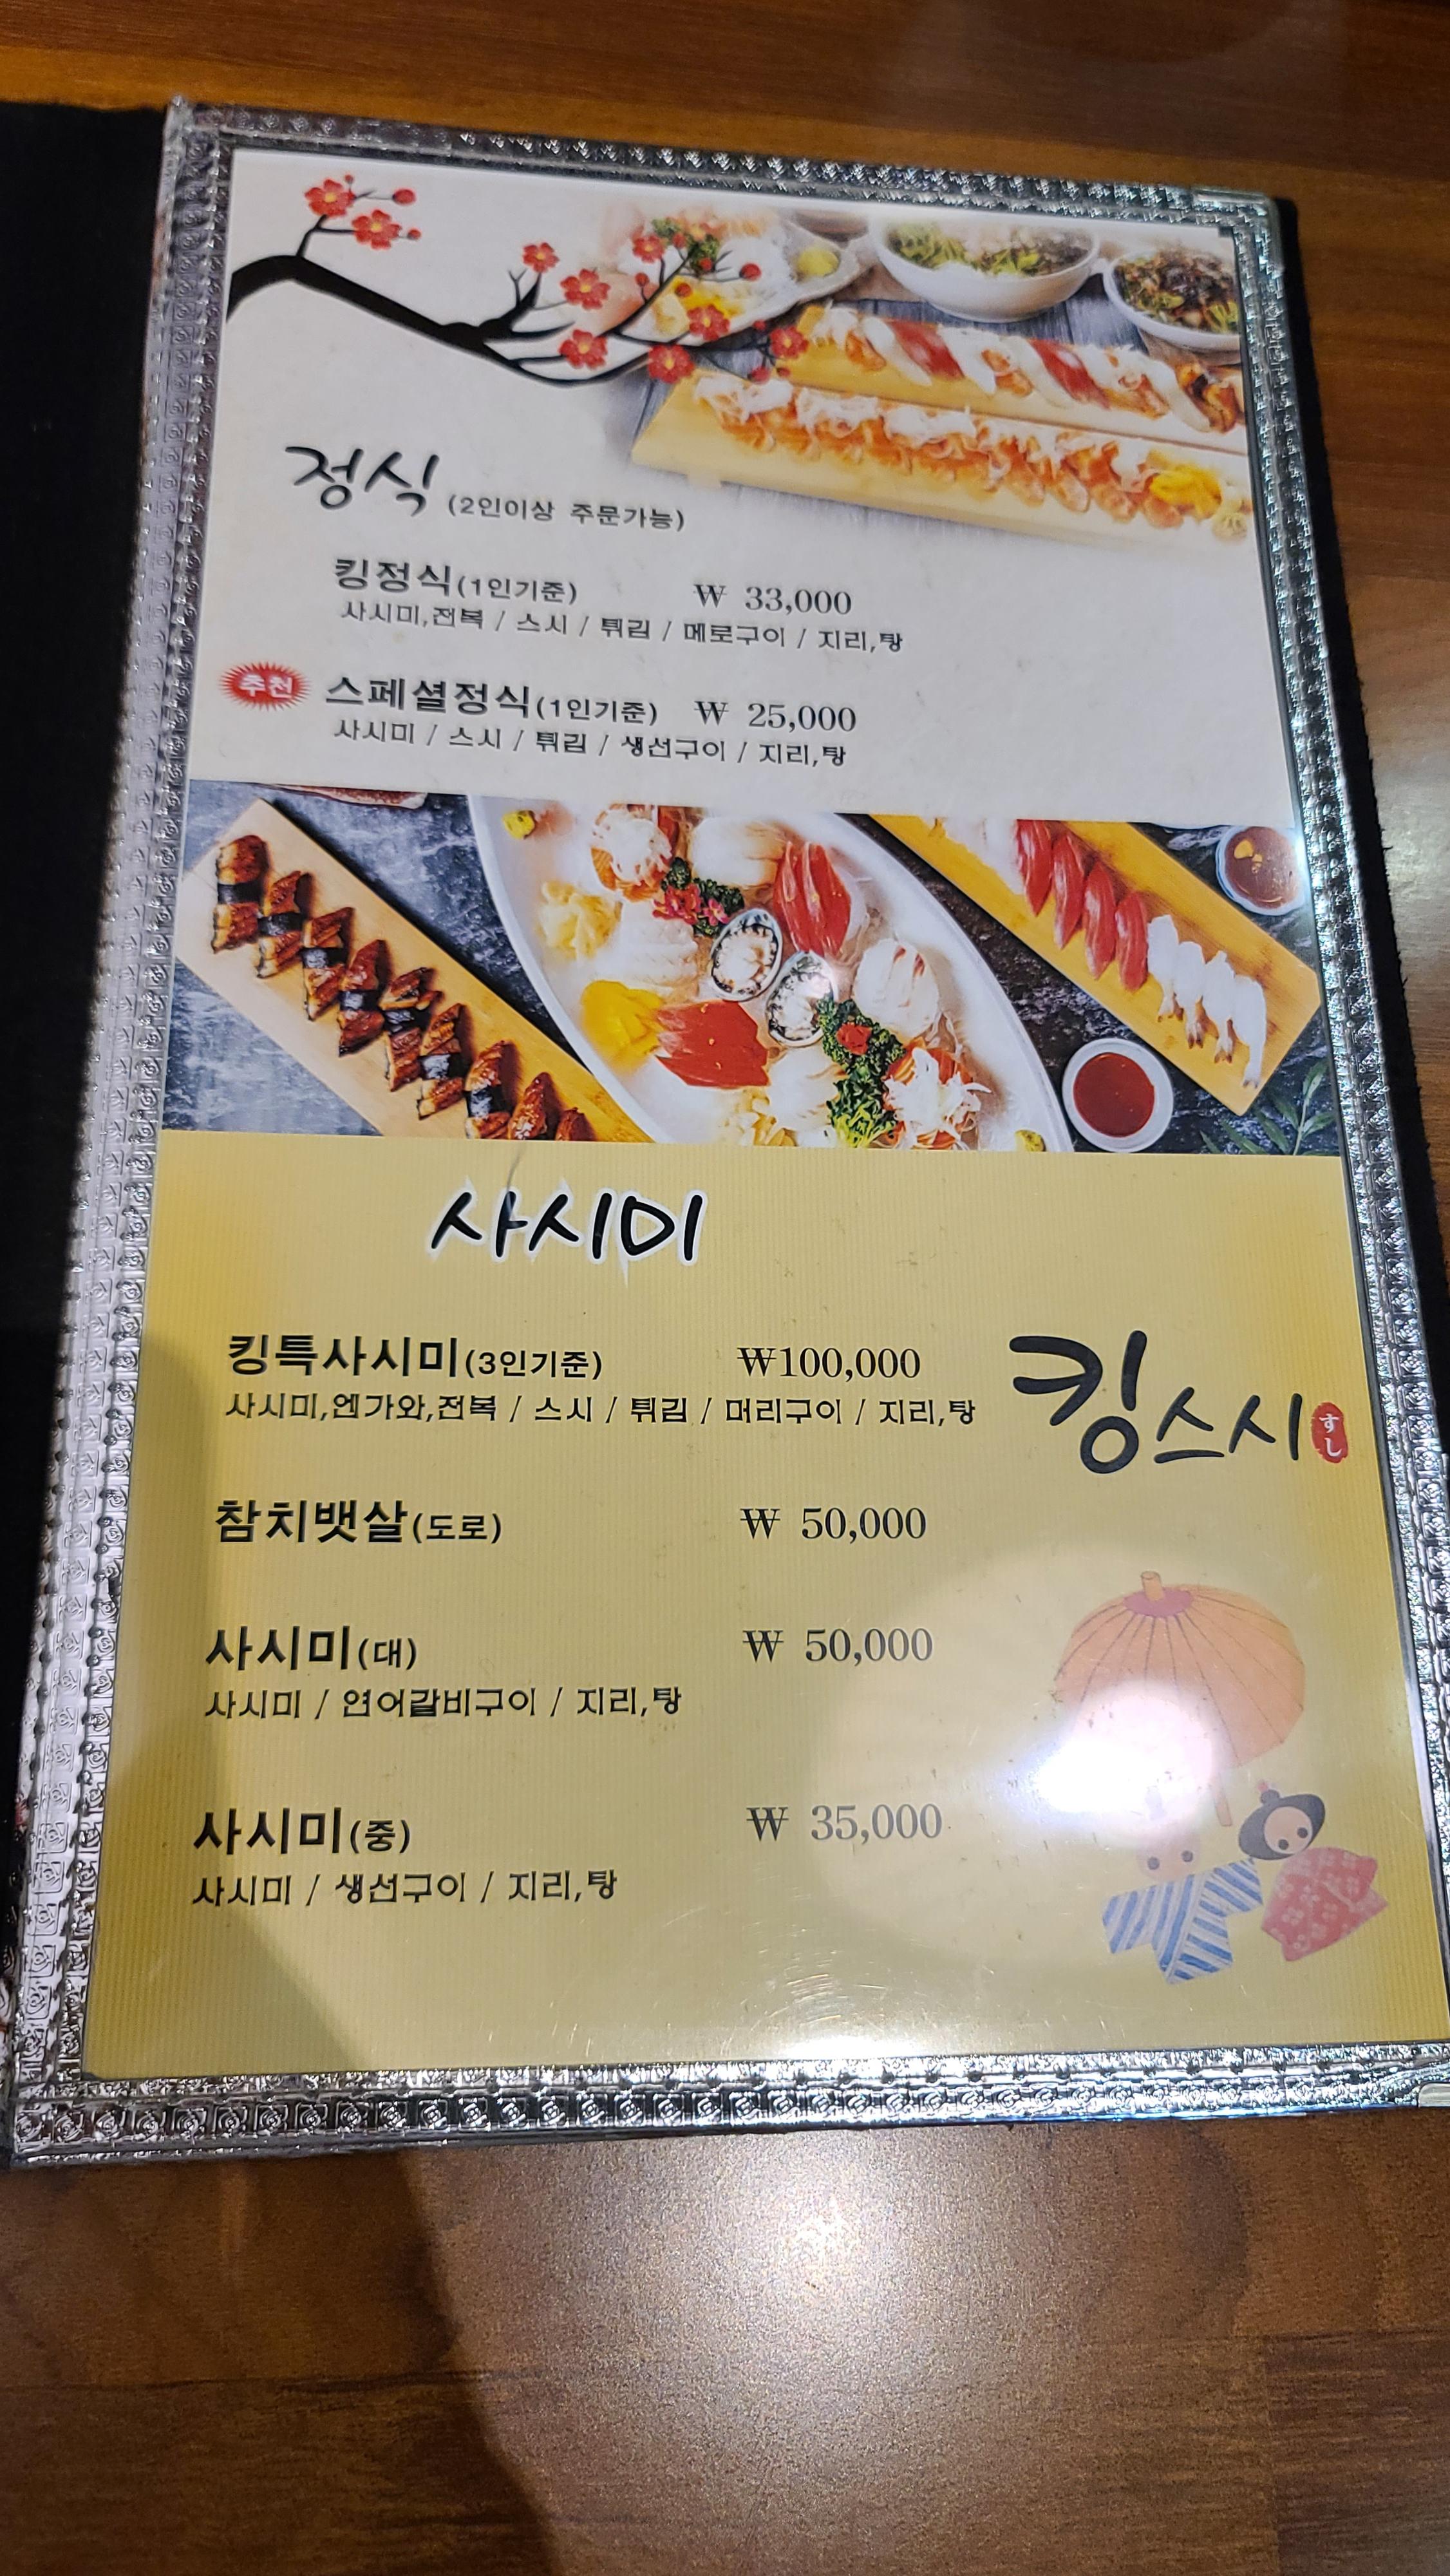 정식 (2인이상 주문가능)
킹정식(1인기준) ₩ 33,000
사시미,전복 / 스시 / 튀김 / 메로구이 / 지리,탕
추천 스페셜정식(1인기준) ₩ 25,000
사시미 / 스시 / 튀김 / 생선구이 / 지리,탕
사시미
킹특사시미(3인기준) ₩100,000
사시미,엔가와,전복 / 스시 / 튀김 / 머리구이 / 지리,탕
킹스시 すし
참치뱃살(도로) ₩ 50,000
사시미(대) ₩ 50,000
사시미 / 연어갈비구이 / 지리,탕
사시미(중) ₩ 35,000
사시미 / 생선구이 / 지리,탕